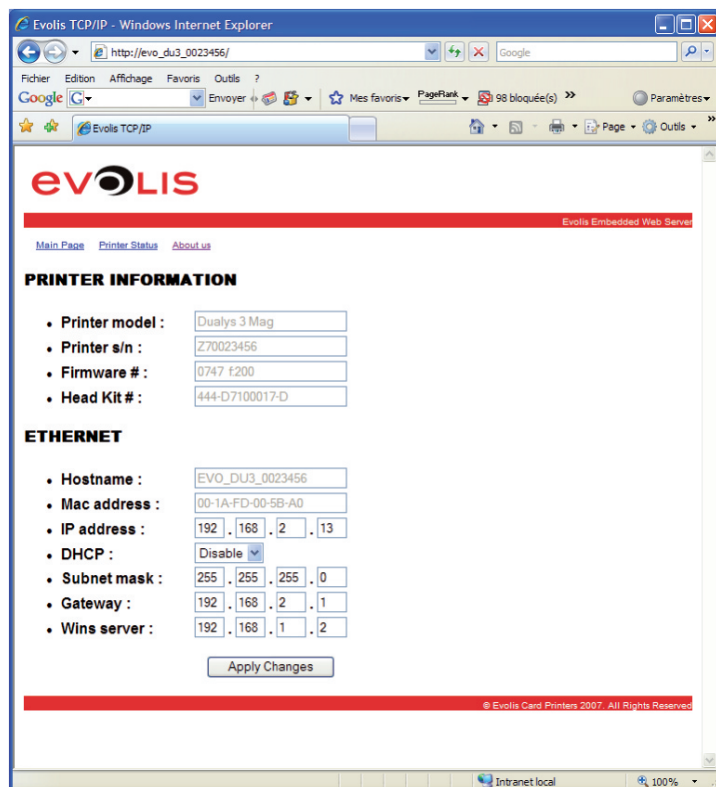 Evolis TCP/IP - Windows Internet Explorer
http://evo_du3_0023456/ Google
Fichier Edition Affichage Favoris Outils ?
Google G Envoyer Mes favoris PageRank 98 bloquée(s) » Paramètres
Evolis TCP/IP Page Outils »
evolis
Evolis Embedded Web Server
Main Page Printer Status About us
PRINTER INFORMATION
• Printer model : Dualys 3 Mag
• Printer s/n : Z70023456
• Firmware # : 0747 f:200
• Head Kit # : 444-D7100017-D
ETHERNET
• Hostname : EVO_DU3_0023456
• Mac address : 00-1A-FD-00-5B-A0
• IP address : 192 . 168 . 2 . 13
• DHCP : Disable
• Subnet mask : 255 . 255 . 255 . 0
• Gateway : 192 . 168 . 2 . 1
• Wins server : 192 . 168 . 1 . 2
Apply Changes
© Evolis Card Printers 2007. All Rights Reserved
Intranet local 100%